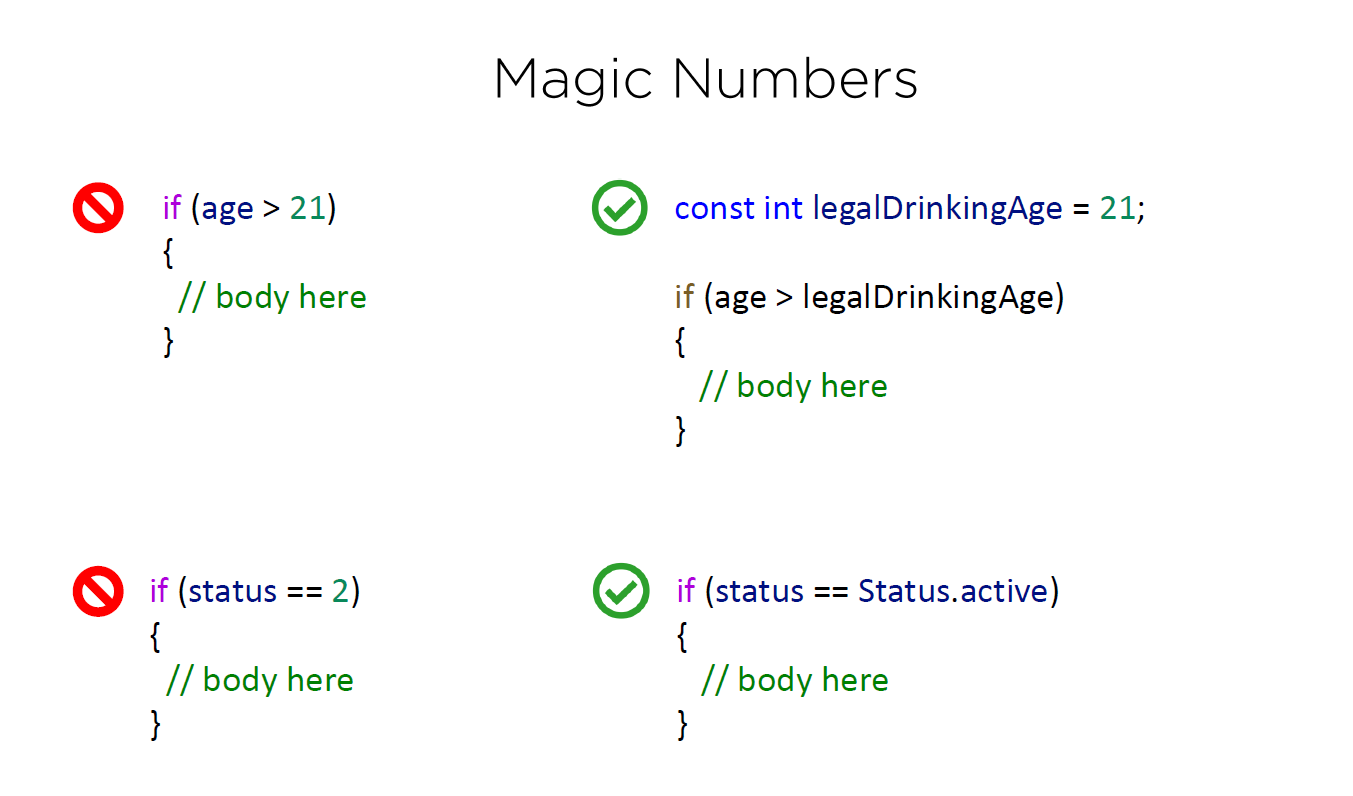 Magic Numbers
if (age > 21)
{
// body here
}
const int legalDrinkingAge = 21;
if (age > legalDrinkingAge)
{
// body here
}
if (status == 2)
{
// body here
}
if (status == Status.active)
{
// body here
}